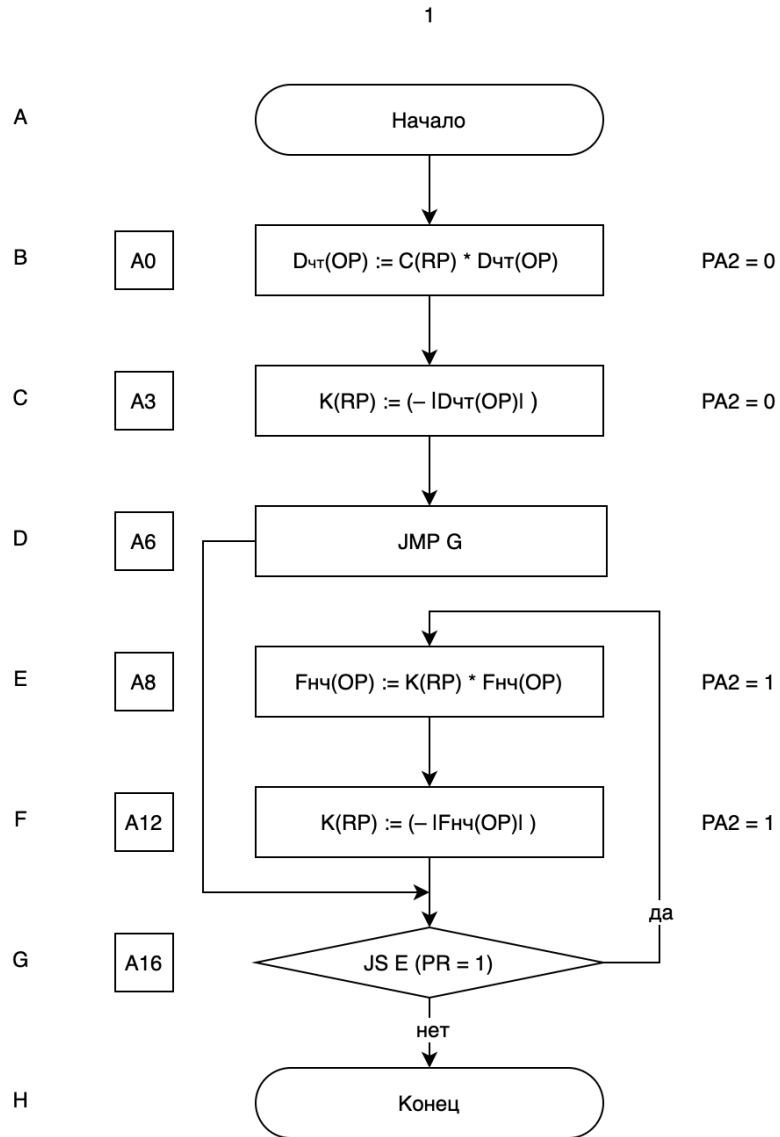 1
A
Начало
B
A0
Dчт(OP) := C(RP) * Dчт(OP)
PA2 = 0
C
A3
K(RP) := (– |Dчт(OP)| )
PA2 = 0
D
A6
JMP G
E
A8
Fнч(OP) := K(RP) * Fнч(OP)
PA2 = 1
F
A12
K(RP) := (– |Fнч(OP)| )
PA2 = 1
да
G
A16
JS E (PR = 1)
нет
H
Конец